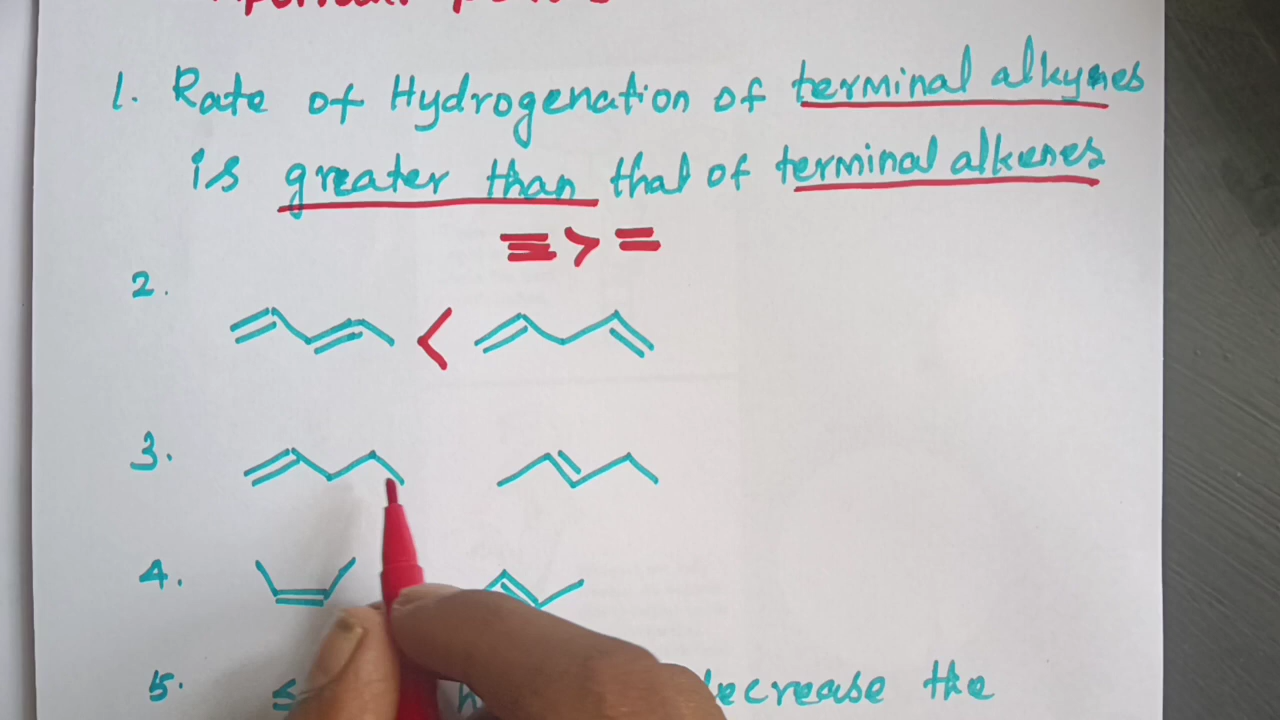 1. Rate of Hydrogenation of terminal alkynes
is greater than that of terminal alkenes
≡ > =
2.
<
3.
4.
5. decrease the